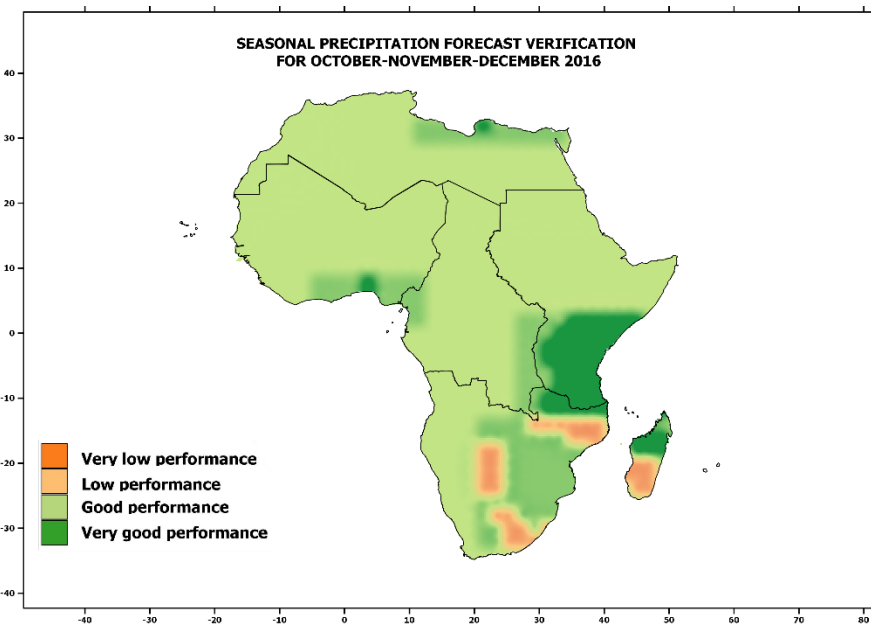 SEASONAL PRECIPITATION FORECAST VERIFICATION
FOR OCTOBER-NOVEMBER-DECEMBER 2016
40
30
20
10
0
-10
-20
-30
-40
Very low performance
Low performance
Good performance
Very good performance
-40 -30 -20 -10 0 10 20 30 40 50 60 70 80